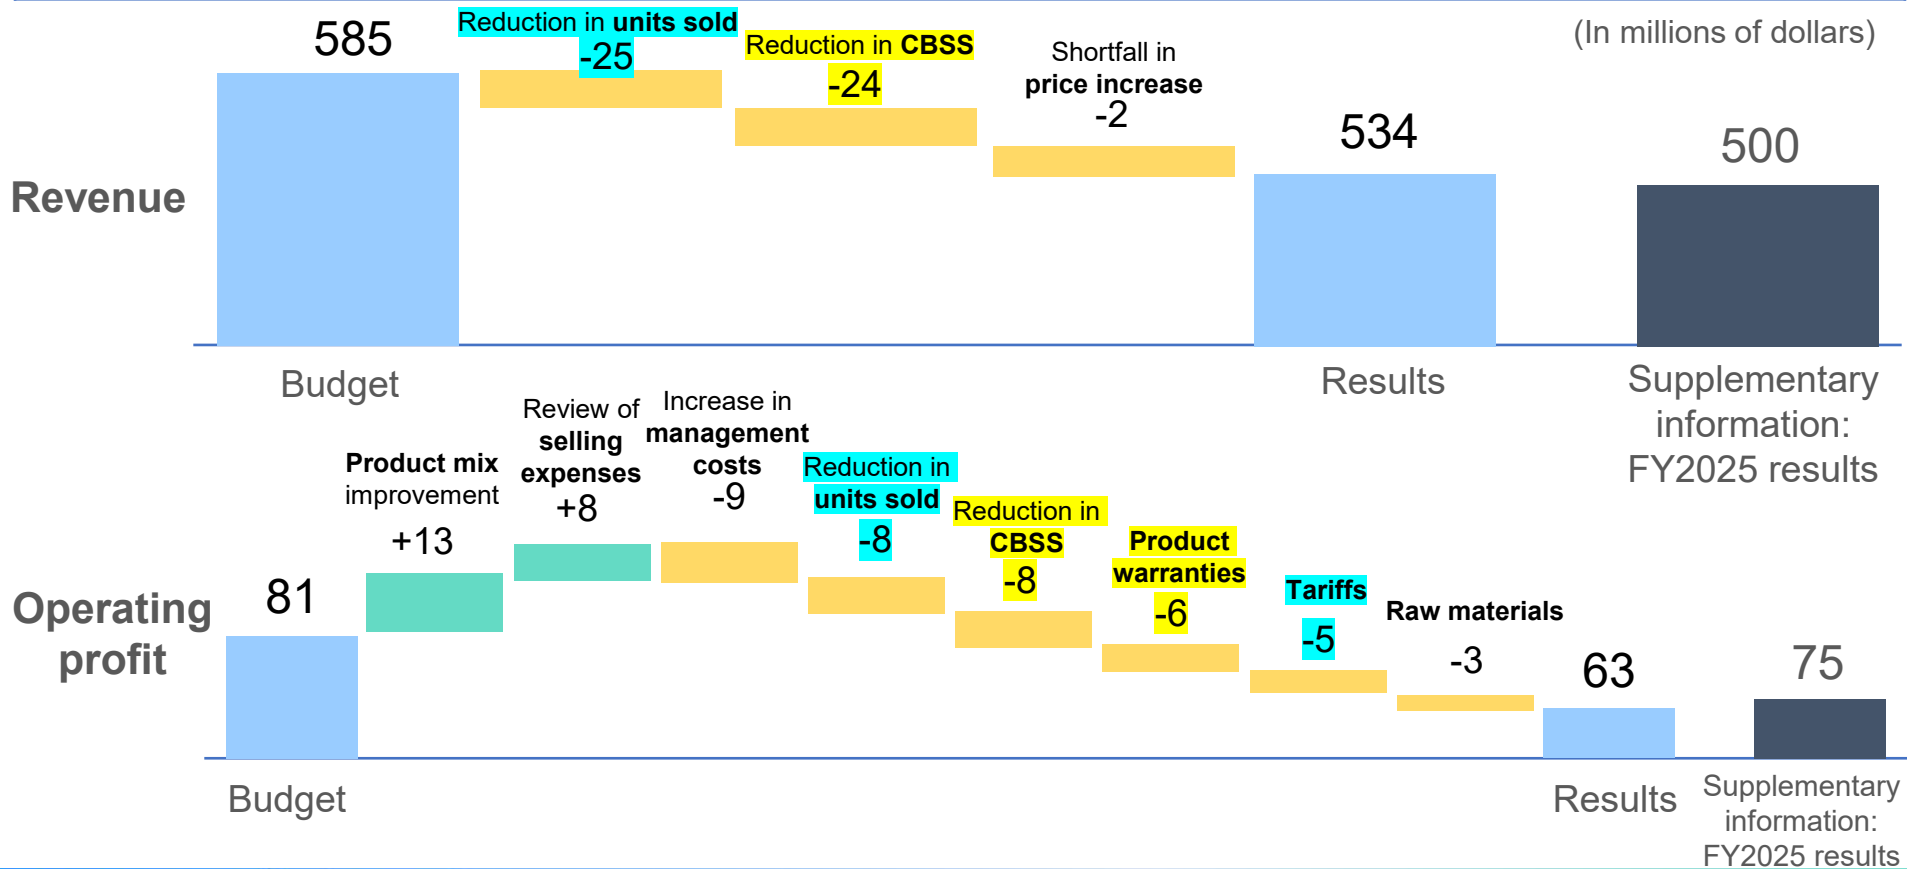 (In millions of dollars)
Revenue
585
Reduction in units sold
-25
Reduction in CBSS
-24
Shortfall in
price increase
-2
534
500
Budget
Results
Supplementary
information:
FY2025 results
Operating
profit
81
Product mix
improvement
+13
Review of
selling
expenses
+8
Increase in
management
costs
-9
Reduction in
units sold
-8
Reduction in
CBSS
-8
Product
warranties
-6
Tariffs
-5
Raw materials
-3
63
75
Budget
Results
Supplementary
information:
FY2025 results